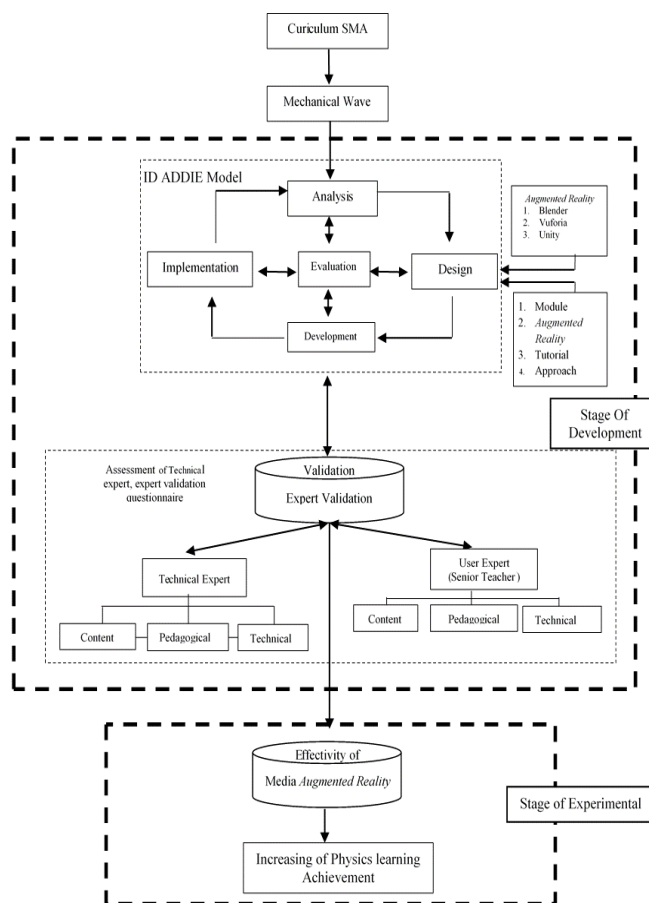 Curiculum SMA
Mechanical Wave
ID ADDIE Model
Analysis
Implementation
Evaluation
Design
Development
Augmented Reality
1. Blender
2. Vuforia
3. Unity
1. Module
2. Augmented
Reality
3. Tutorial
4. Approach
Stage Of
Development
Assessment of Technical
expert, expert validation
questionnaire
Validation
Expert Validation
Technical Expert
User Expert
(Senior Teacher)
Content
Pedagogical
Technical
Content
Pedagogical
Technical
Effectivity of
Media Augmented Reality
Stage of Experimental
Increasing of Physics learning
Achievement